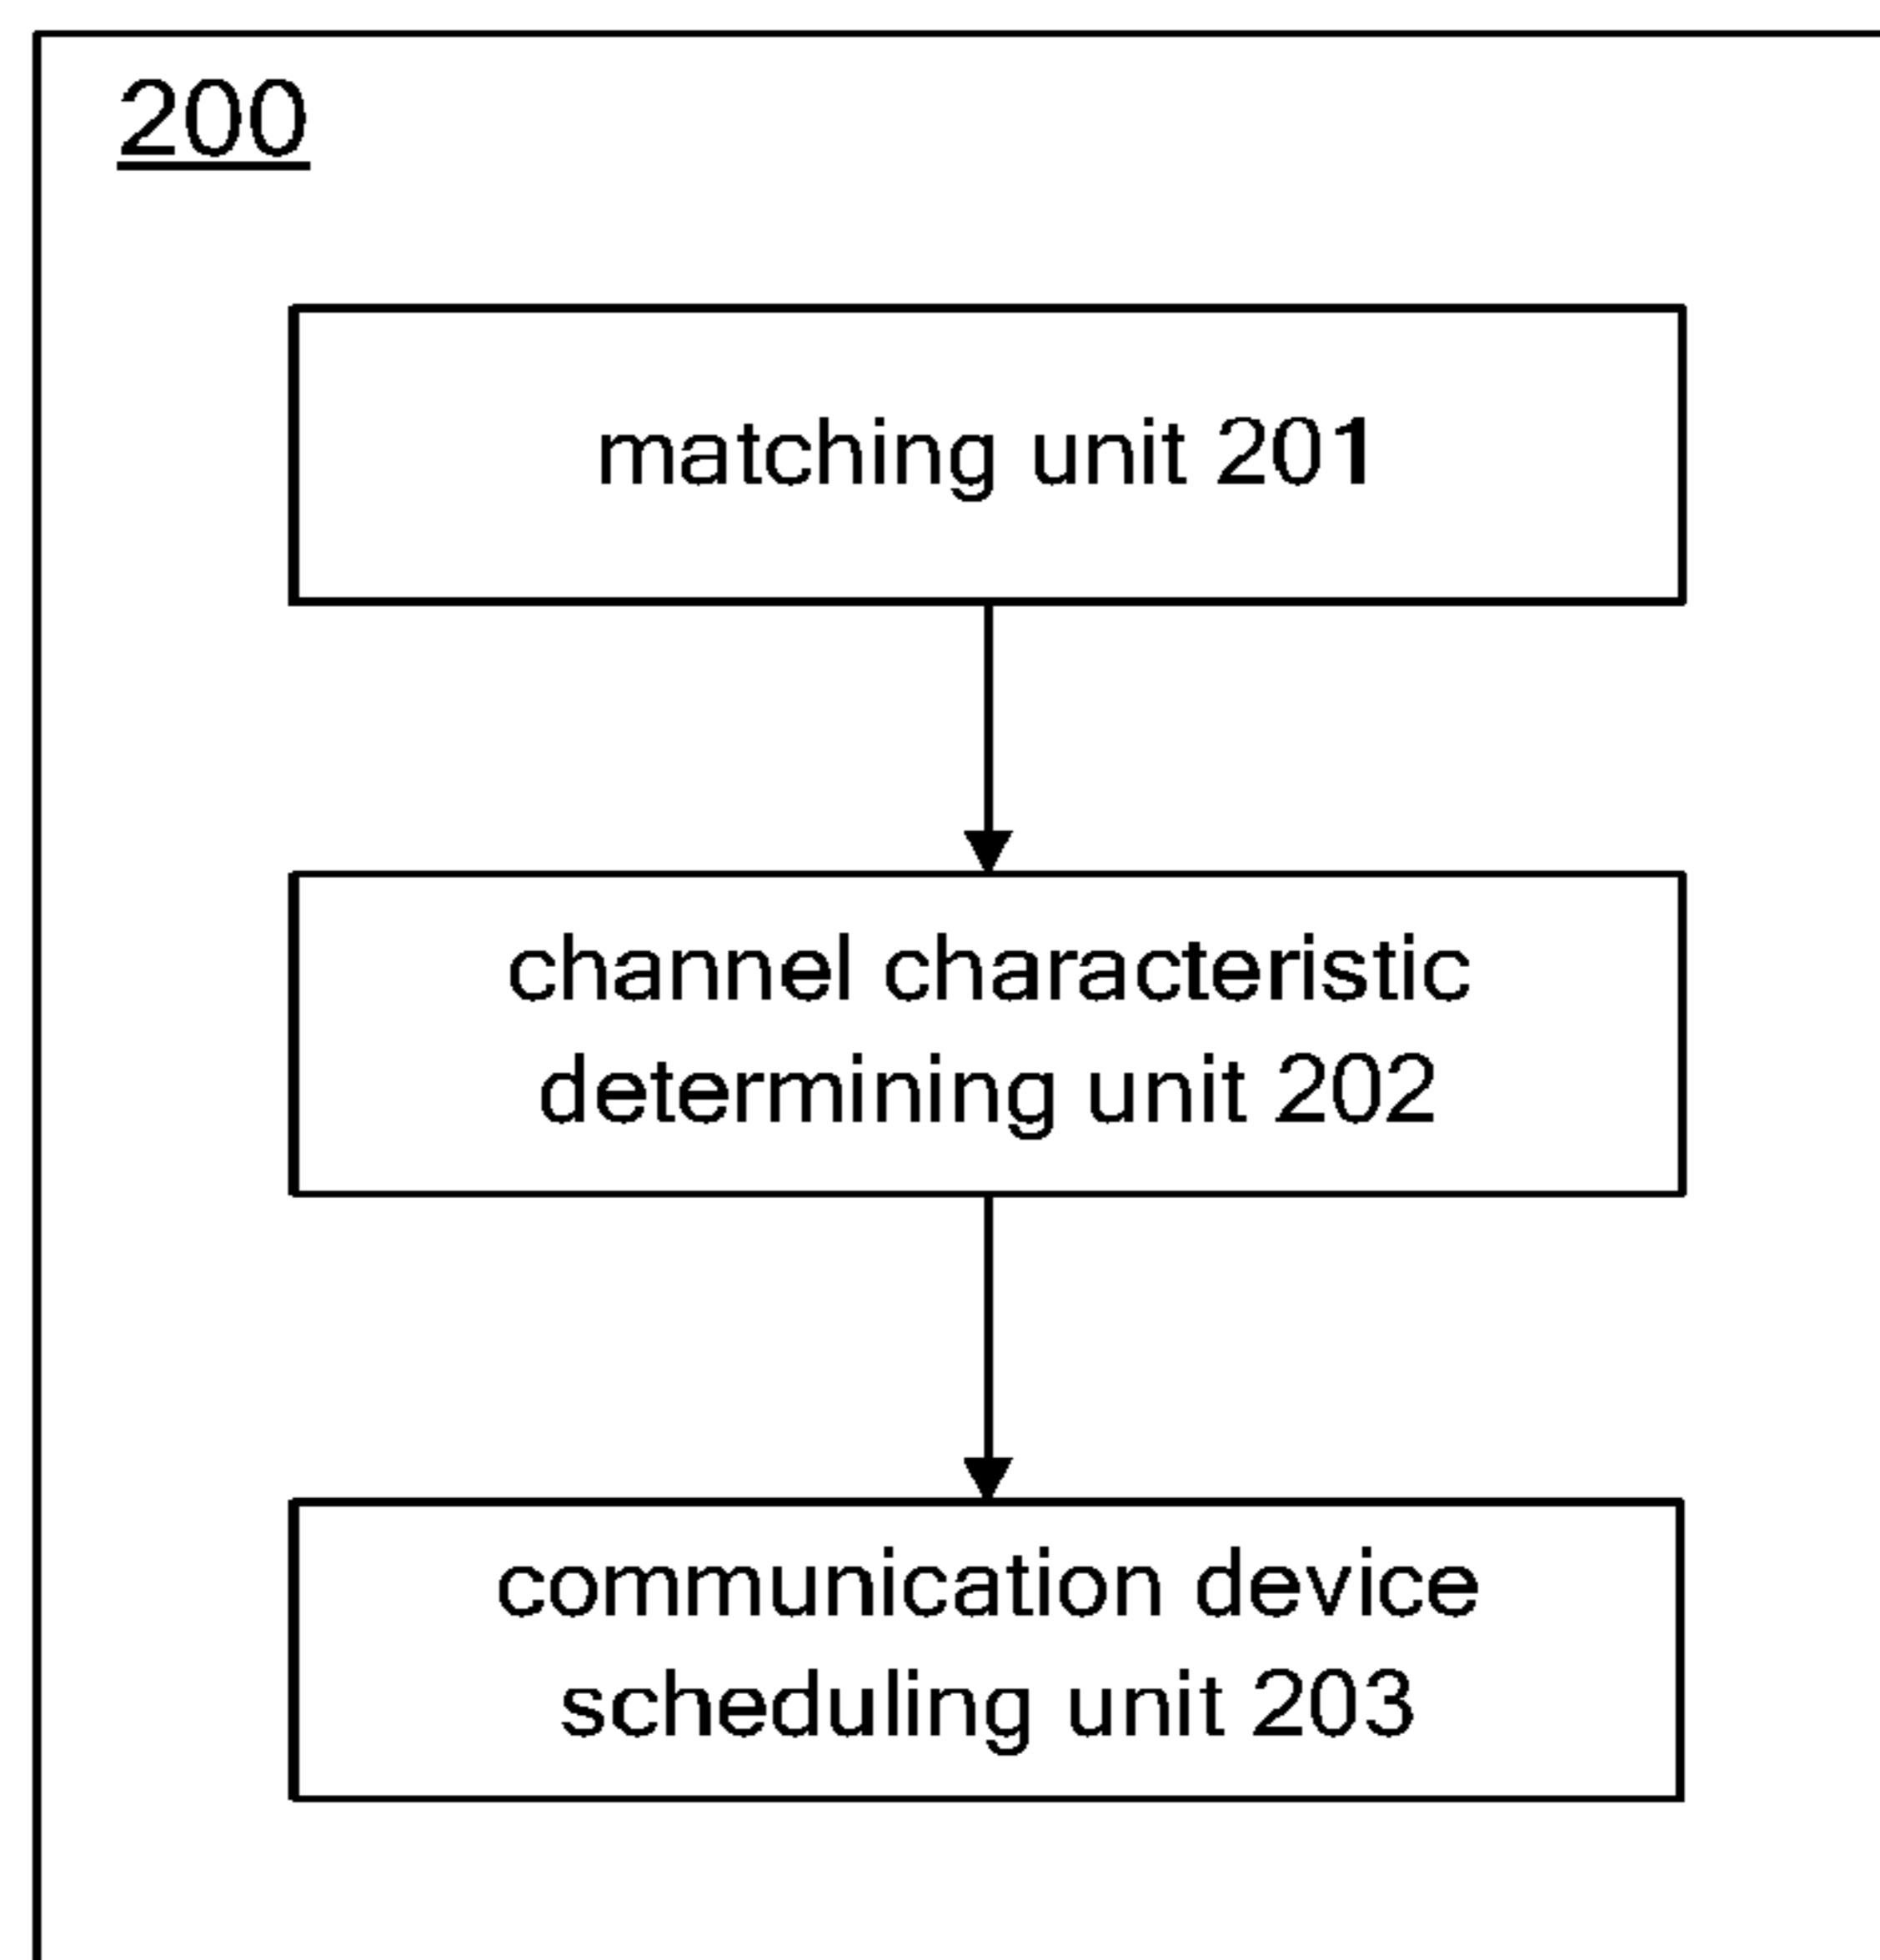 200
matching unit 201
channel characteristic
determining unit 202
communication device
scheduling unit 203